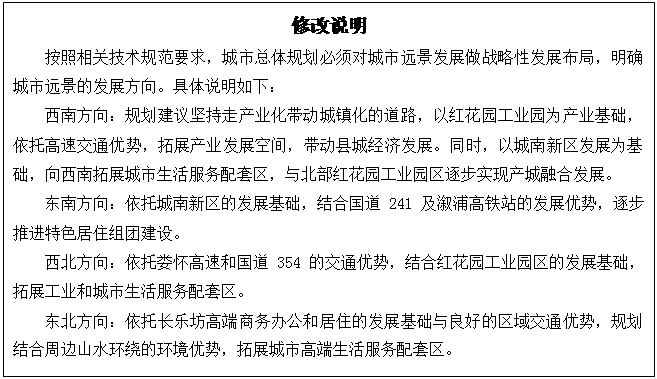 修改说明
按照相关技术规范要求，城市总体规划必须对城市远景发展做战略性发展布局，明确
城市远景的发展方向。具体说明如下：
西南方向：规划建议坚持走产业化带动城镇化的道路，以红花园工业园为产业基础，
依托高速交通优势，拓展产业发展空间，带动县城经济发展。同时，以城南新区发展为基
础，向西南拓展城市生活服务配套区，与北部红花园工业园区逐步实现产城融合发展。
东南方向：依托城南新区的发展基础，结合国道 241 及溆浦高铁站的发展优势，逐步
推进特色居住组团建设。
西北方向：依托娄怀高速和国道 354 的交通优势，结合红花园工业园区的发展基础，
拓展工业和城市生活服务配套区。
东北方向：依托长乐坊高端商务办公和居住的发展基础与良好的区域交通优势，规划
结合周边山水环绕的环境优势，拓展城市高端生活服务配套区。